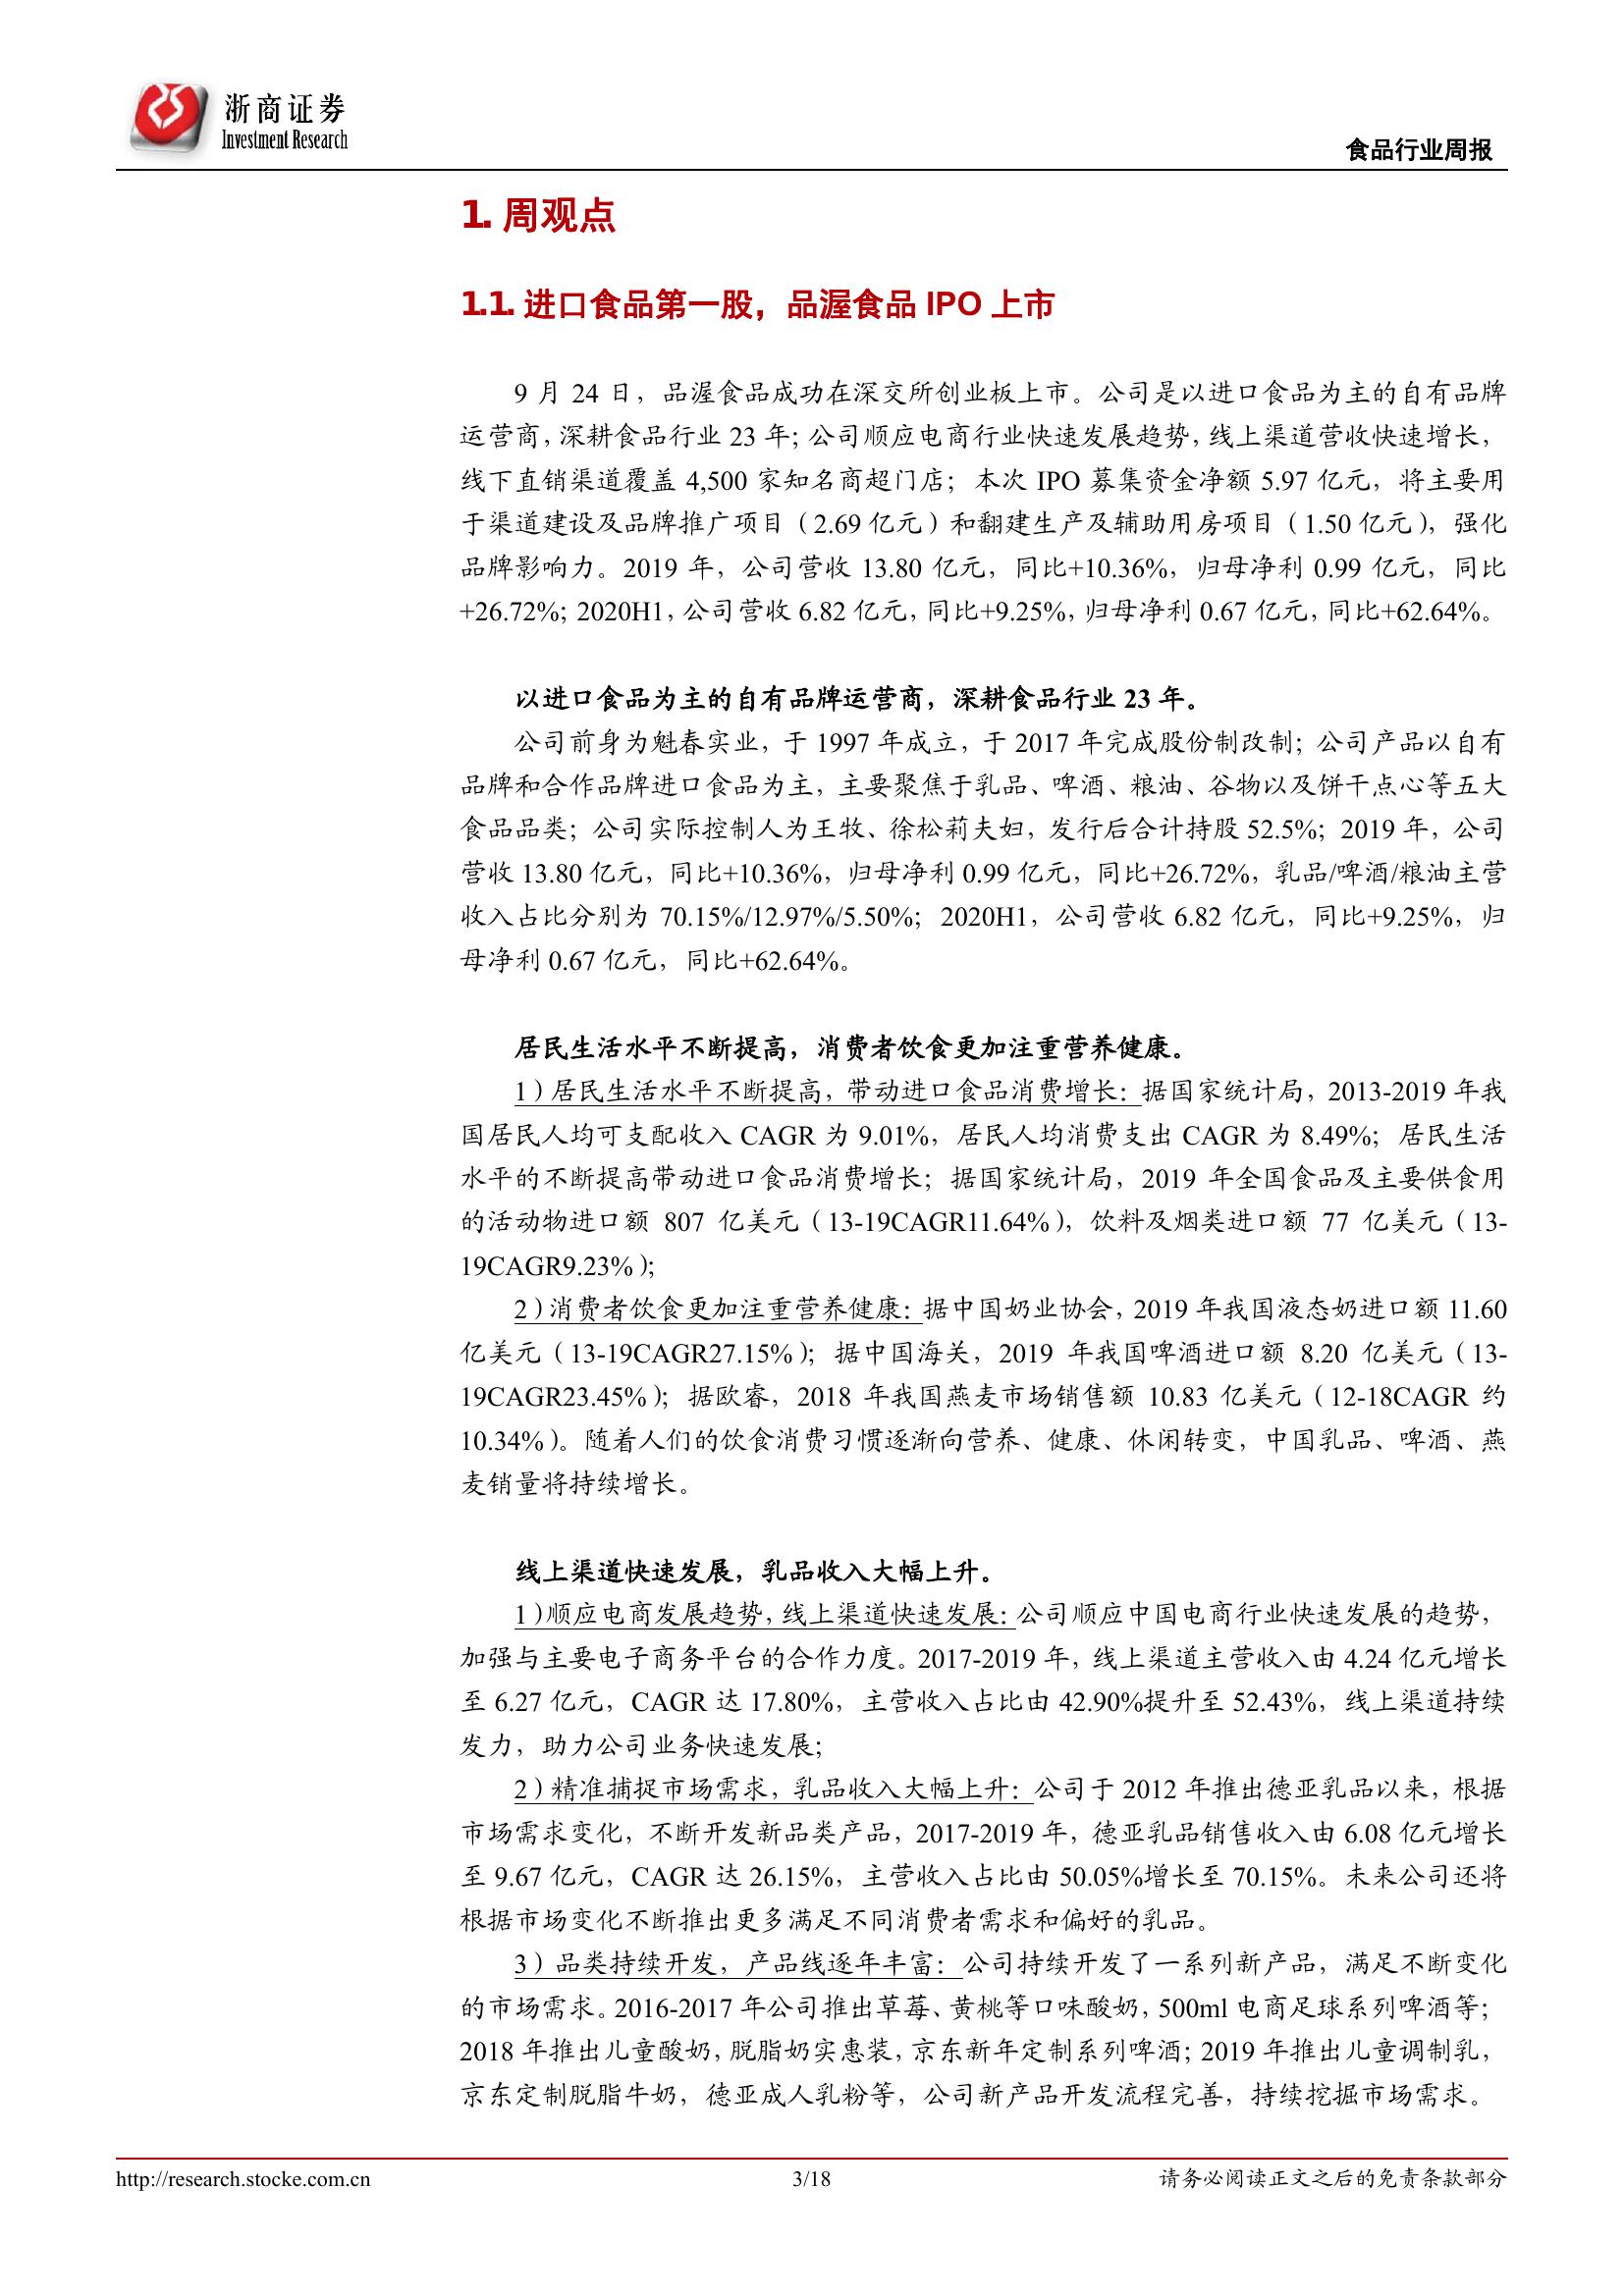 浙商证券
Investment Research
食品行业周报
1. 周观点
1.1. 进口食品第一股，品渥食品 IPO 上市
9 月 24 日，品渥食品成功在深交所创业板上市。公司是以进口食品为主的自有品牌
运营商，深耕食品行业 23 年；公司顺应电商行业快速发展趋势，线上渠道营收快速增长，
线下直销渠道覆盖 4,500 家知名商超门店；本次 IPO 募集资金净额 5.97 亿元，将主要用
于渠道建设及品牌推广项目（2.69 亿元）和翻建生产及辅助用房项目（1.50 亿元），强化
品牌影响力。2019 年，公司营收 13.80 亿元，同比+10.36%，归母净利 0.99 亿元，同比
+26.72%; 2020H1，公司营收 6.82 亿元，同比+9.25%，归母净利 0.67 亿元，同比+62.64%。
以进口食品为主的自有品牌运营商，深耕食品行业 23 年。
公司前身为魁春实业，于 1997 年成立，于 2017 年完成股份制改制；公司产品以自有
品牌和合作品牌进口食品为主，主要聚焦于乳品、啤酒、粮油、谷物以及饼干点心等五大
食品品类；公司实际控制人为王牧、徐松莉夫妇，发行后合计持股 52.5%；2019 年，公司
营收 13.80 亿元，同比+10.36%，归母净利 0.99 亿元，同比+26.72%，乳品/啤酒/粮油主营
收入占比分别为 70.15%/12.97%/5.50%；2020H1，公司营收 6.82 亿元，同比+9.25%，归
母净利 0.67 亿元，同比+62.64%。
居民生活水平不断提高，消费者饮食更加注重营养健康。
1）居民生活水平不断提高，带动进口食品消费增长：据国家统计局，2013-2019 年我
国居民人均可支配收入 CAGR 为 9.01%，居民人均消费支出 CAGR 为 8.49%；居民生活
水平的不断提高带动进口食品消费增长；据国家统计局，2019 年全国食品及主要供食用
的活动物进口额 807 亿美元（13-19CAGR11.64%），饮料及烟类进口额 77 亿美元（13-
19CAGR9.23%）；
2）消费者饮食更加注重营养健康：据中国奶业协会，2019 年我国液态奶进口额 11.60
亿美元（13-19CAGR27.15%）；据中国海关，2019 年我国啤酒进口额 8.20 亿美元（13-
19CAGR23.45%）；据欧睿，2018 年我国燕麦市场销售额 10.83 亿美元（12-18CAGR 约
10.34%）。随着人们的饮食消费习惯逐渐向营养、健康、休闲转变，中国乳品、啤酒、燕
麦销量将持续增长。
线上渠道快速发展，乳品收入大幅上升。
1）顺应电商发展趋势，线上渠道快速发展：公司顺应中国电商行业快速发展的趋势，
加强与主要电子商务平台的合作力度。2017-2019 年，线上渠道主营收入由 4.24 亿元增长
至 6.27 亿元，CAGR 达 17.80%，主营收入占比由 42.90%提升至 52.43%，线上渠道持续
发力，助力公司业务快速发展；
2）精准捕捉市场需求，乳品收入大幅上升：公司于 2012 年推出德亚乳品以来，根据
市场需求变化，不断开发新品类产品，2017-2019 年，德亚乳品销售收入由 6.08 亿元增长
至 9.67 亿元，CAGR 达 26.15%，主营收入占比由 50.05%增长至 70.15%。未来公司还将
根据市场变化不断推出更多满足不同消费者需求和偏好的乳品。
3）品类持续开发，产品线逐年丰富：公司持续开发了一系列新产品，满足不断变化
的市场需求。2016-2017 年公司推出草莓、黄桃等口味酸奶，500ml 电商足球系列啤酒等；
2018 年推出儿童酸奶，脱脂奶实惠装，京东新年定制系列啤酒；2019 年推出儿童调制乳，
京东定制脱脂牛奶，德亚成人乳粉等，公司新产品开发流程完善，持续挖掘市场需求。
http://research.stocke.com.cn
3/18
请务必阅读正文之后的免责条款部分